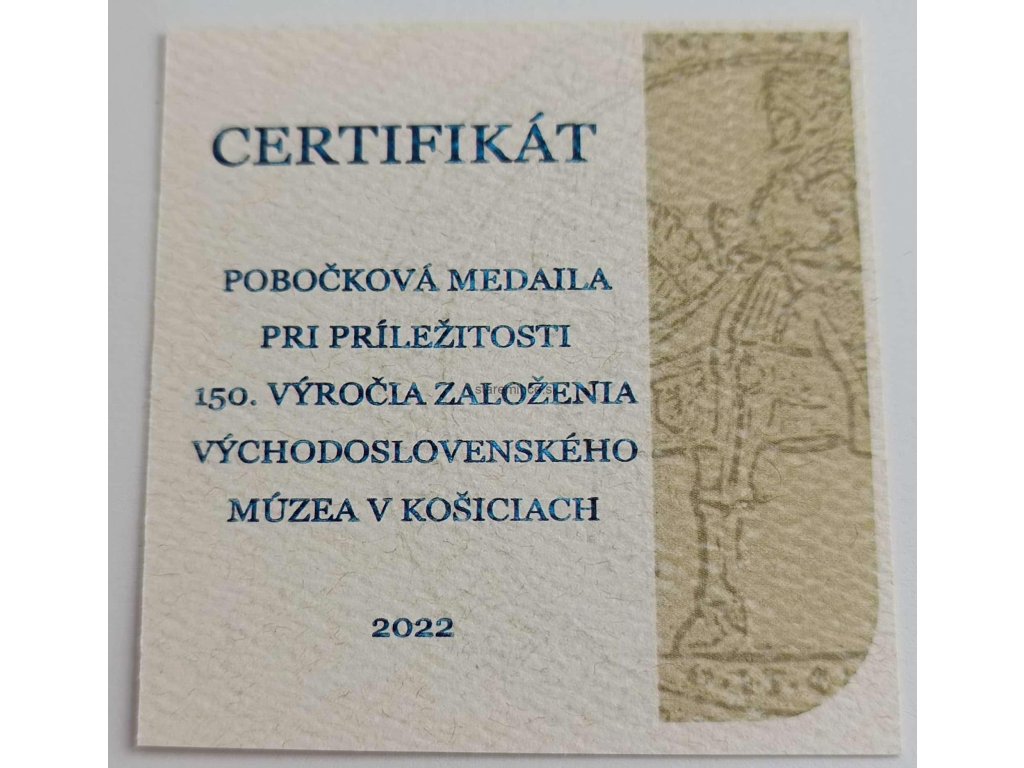 CERTIFIKÁT
POBOČKOVÁ MEDAILA
PRI PRÍLEŽITOSTI
150. VÝROČIA ZALOŽENIA
VÝCHODOSLOVENSKÉHO
MÚZEA V KOŠICIACH
2022